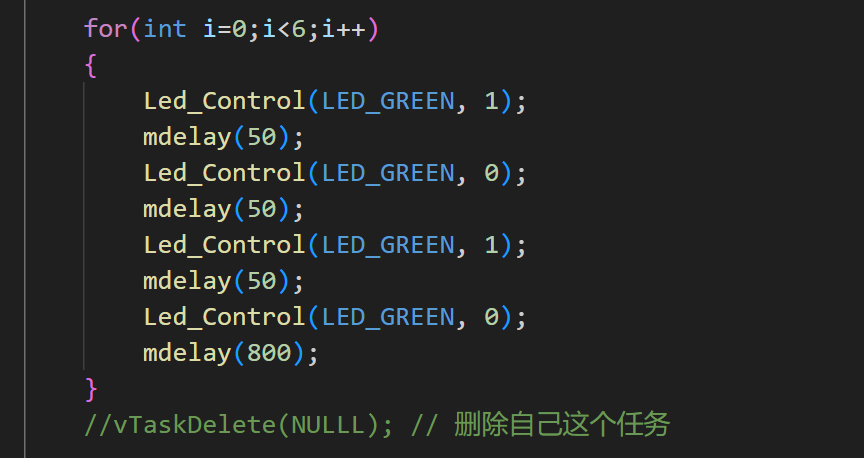 for(int i=0;i<6;i++)
{
Led_Control(LED_GREEN, 1);
mdelay(50);
Led_Control(LED_GREEN, 0);
mdelay(50);
Led_Control(LED_GREEN, 1);
mdelay(50);
Led_Control(LED_GREEN, 0);
mdelay(800);
}
//vTaskDelete(NULLL); // 删除自己这个任务